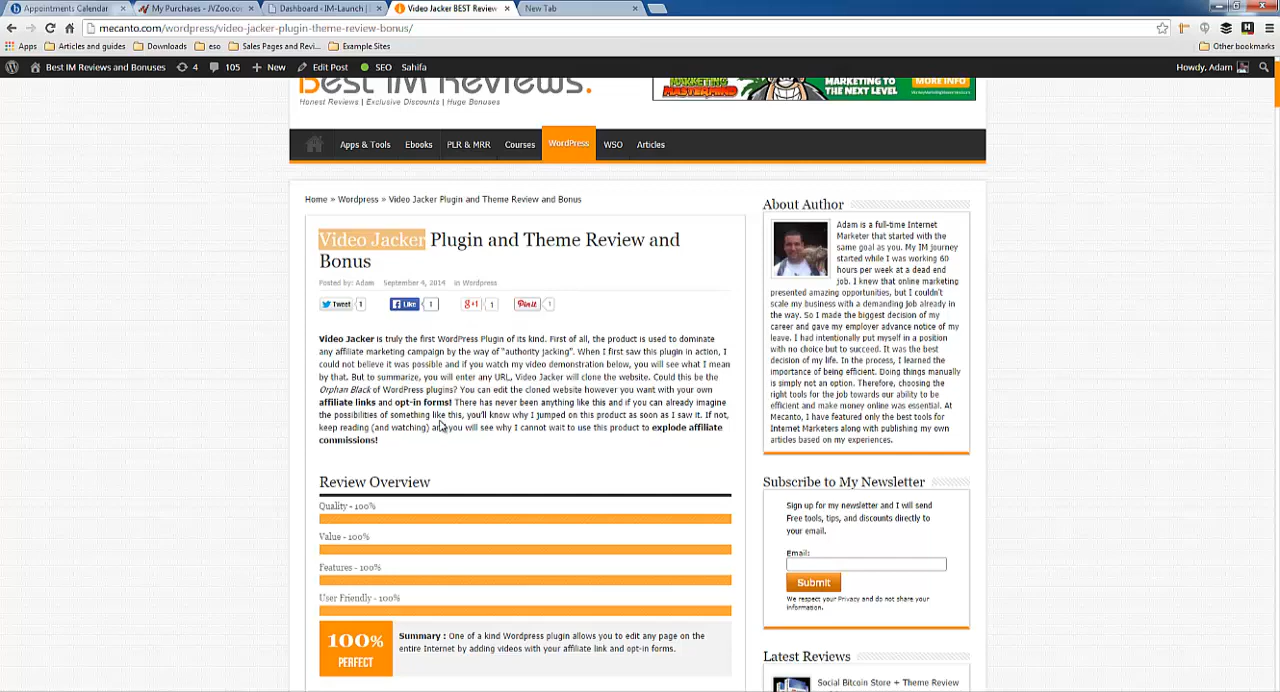 Appointments Calendar
My Purchases - JVZoo.co
Dashboard - IM-Launch |
Video Jacker BEST Review
New Tab
mecanto.com/wordpress/video-jacker-plugin-theme-review-bonus/
Apps
Articles and guides
Downloads
eso
Sales Pages and Revi...
Example Sites
Other bookmarks
Best IM Reviews and Bonuses
4
105
New
Edit Post
SEO
Sahifa
Howdy, Adam
Best IM Reviews.
Honest Reviews | Exclusive Discounts | Huge Bonuses
MARKETING
MASTERMIND
MARKETING TO
THE NEXT LEVEL
MORE INFO
Apps & Tools
Ebooks
PLR & MRR
Courses
WordPress
WSO
Articles
Home » Wordpress » Video Jacker Plugin and Theme Review and Bonus
Video Jacker Plugin and Theme Review and
Bonus
Posted by: Adam September 4, 2014 in Wordpress
Tweet 1
Like 1
g+1 1
Pin it 1
Video Jacker is truly the first WordPress Plugin of its kind. First of all, the product is used to dominate
any affiliate marketing campaign by the way of "authority jacking". When I first saw this plugin in action, I
could not believe it was possible and if you watch my video demonstration below, you will see what I mean
by that. But to summarize, you will enter any URL, Video Jacker will clone the website. Could this be the
Orphan Black of WordPress plugins? You can edit the cloned website however you want with your own
affiliate links and opt-in forms! There has never been anything like this and if you can already imagine
the possibilities of something like this, you'll know why I jumped on this product as soon as I saw it. If not,
keep reading (and watching) and you will see why I cannot wait to use this product to explode affiliate
commissions!
Review Overview
Quality - 100%
Value - 100%
Features - 100%
User Friendly - 100%
100%
PERFECT
Summary : One of a kind Wordpress plugin allows you to edit any page on the
entire Internet by adding videos with your affiliate link and opt-in forms.
About Author
Adam is a full-time Internet
Marketer that started with the
same goal as you. My IM journey
started while I was working 60
hours per week at a dead end
job. I knew that online marketing
presented amazing opportunities, but I couldn't
scale my business with a demanding job already in
the way. So I made the biggest decision of my
career and gave my employer advance notice of my
leave. I had intentionally put myself in a position
with no choice but to succeed. It was the best
decision of my life. In the process, I learned the
importance of being efficient. Doing things manually
is simply not an option. Therefore, choosing the
right tools for the job towards our ability to be
efficient and make money online was essential. At
Mecanto, I have featured only the best tools for
Internet Marketers along with publishing my own
articles based on my experiences.
Subscribe to My Newsletter
Sign up for my newsletter and I will send
Free tools, tips, and discounts directly to
your email.
Email:
Submit
We respect your Privacy and do not share your
information.
Latest Reviews
Social Bitcoin Store + Theme Review